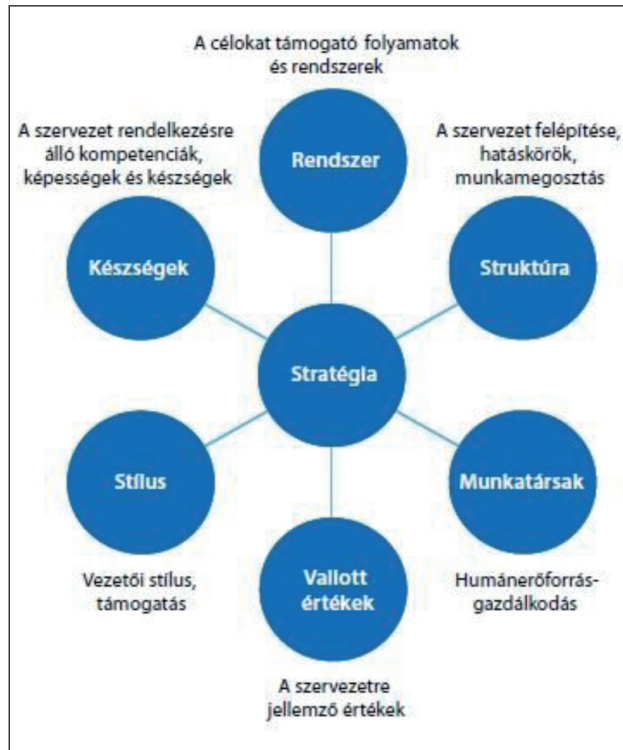 A célokat támogató folyamatok
és rendszerek
Rendszer
A szervezet rendelkezésre
álló kompetenciák,
képességek és készségek
Készségek
A szervezet felépítése,
hatáskörök,
munkamegosztás
Struktúra
Stratégia
Stílus
Vezetői stílus,
támogatás
Munkatársak
Humánerőforrás-
gazdálkodás
Vallott
értékek
A szervezetre
jellemző értékek